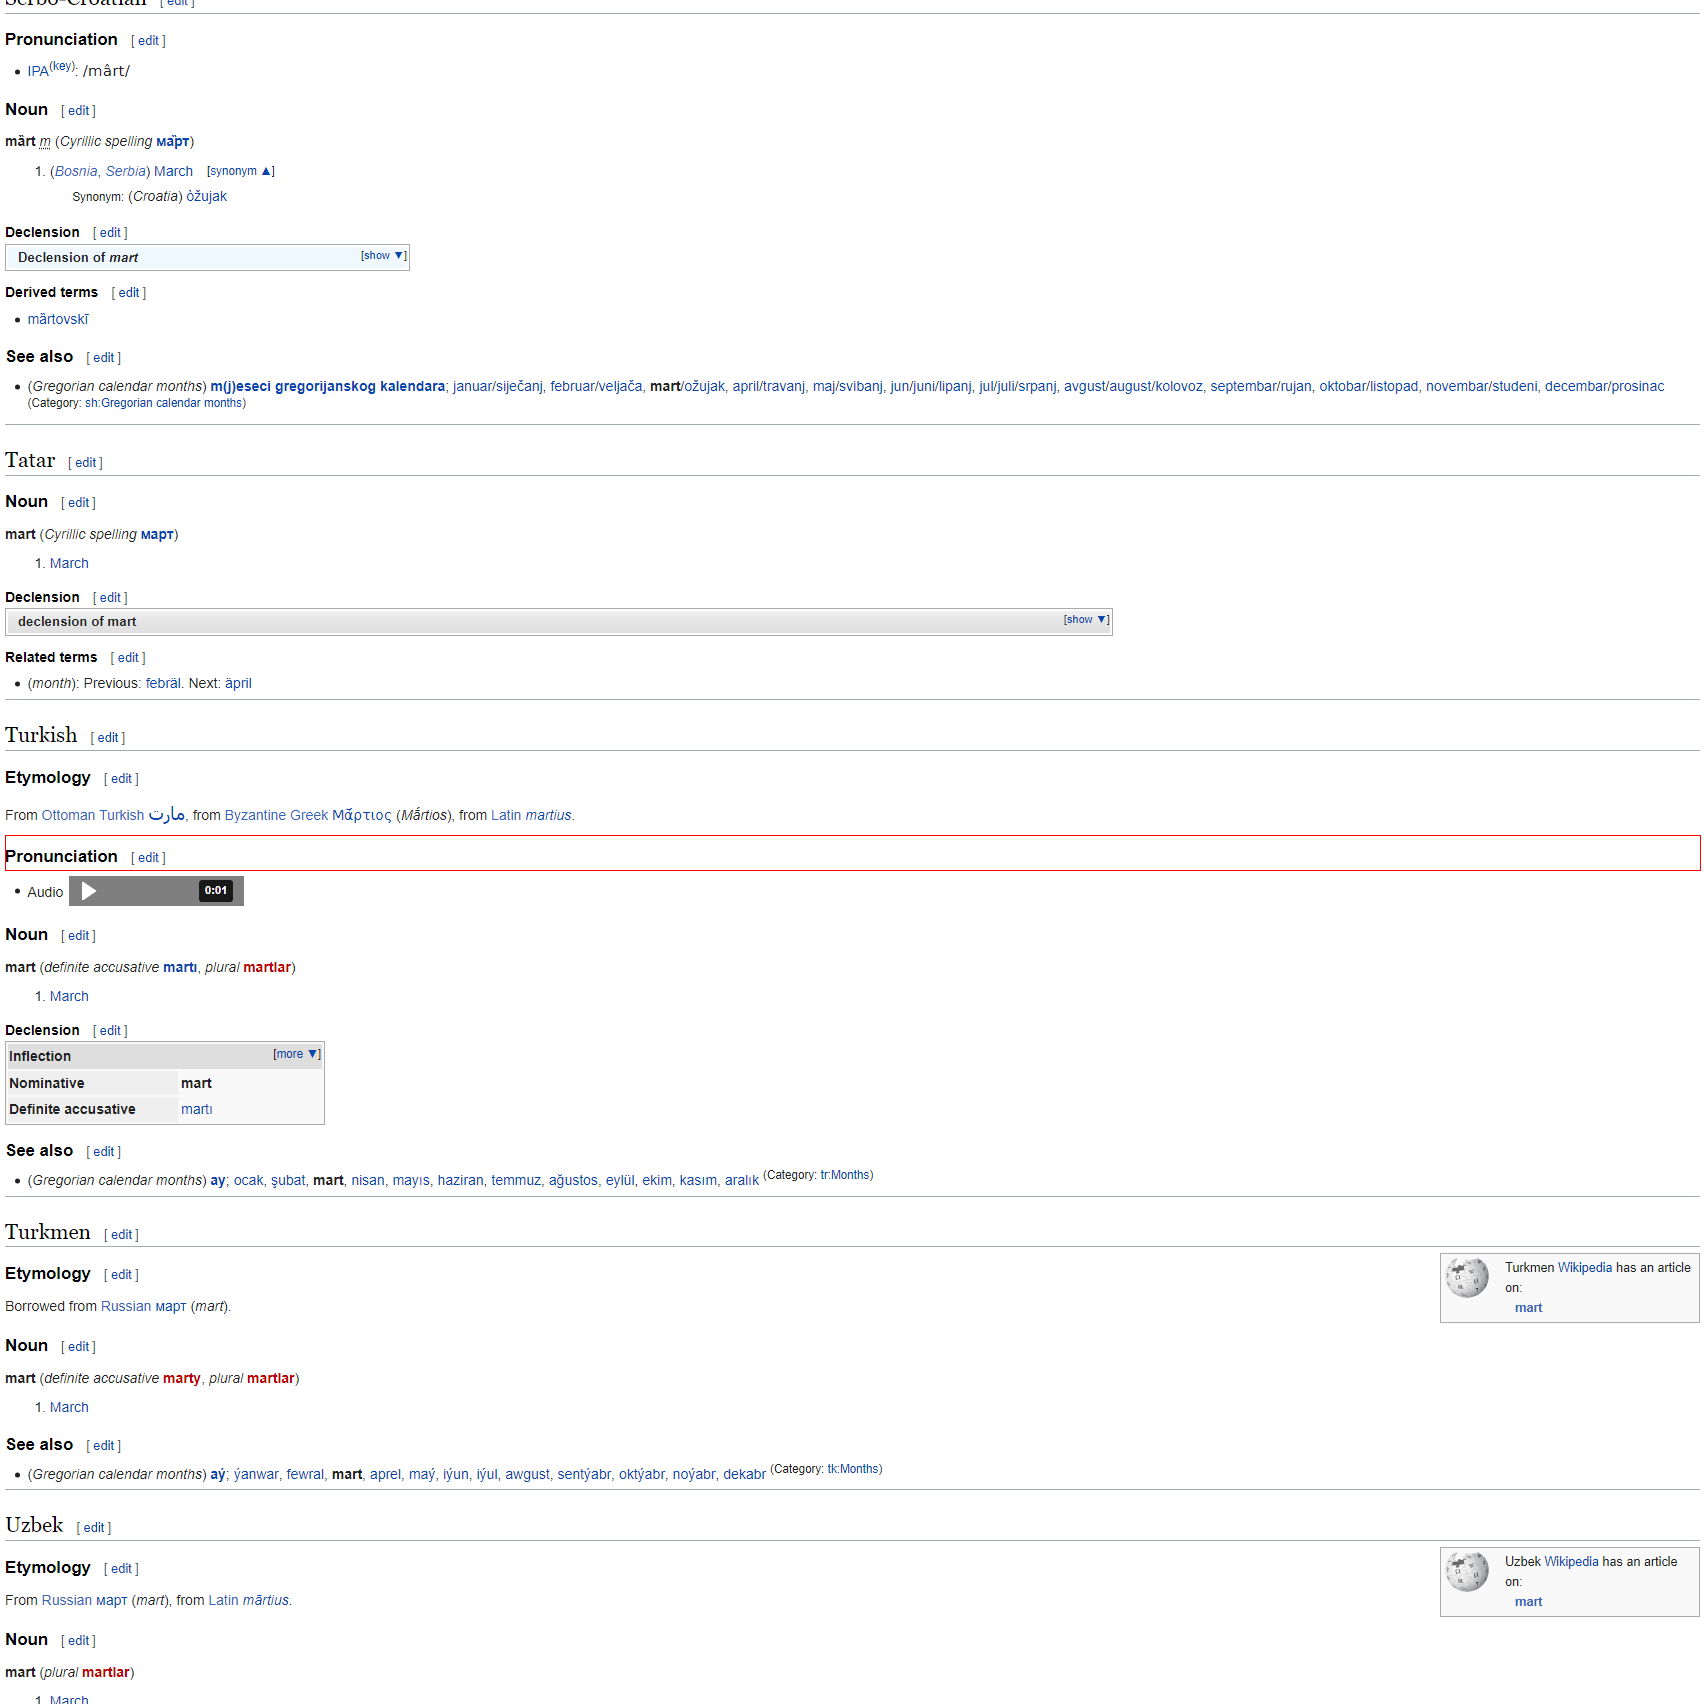 Serbo-Croatian [ edit ]
Pronunciation [ edit ]
• IPA(key): /mârt/
Noun [ edit ]
mȁrt m (Cyrillic spelling ма̏рт)
1. (Bosnia, Serbia) March [synonym ▲]
Synonym: (Croatia) òžujak
Declension [ edit ]
Declension of mart [show ▼]
Derived terms [ edit ]
• mȁrtovskī
See also [ edit ]
• (Gregorian calendar months) m(j)eseci gregorijanskog kalendara; januar/siječanj, februar/veljača, mart/ožujak, april/travanj, maj/svibanj, jun/juni/lipanj, jul/juli/srpanj, avgust/august/kolovoz, septembar/rujan, oktobar/listopad, novembar/studeni, decembar/prosinac
(Category: sh:Gregorian calendar months)
Tatar [ edit ]
Noun [ edit ]
mart (Cyrillic spelling март)
1. March
Declension [ edit ]
declension of mart [show ▼]
Related terms [ edit ]
• (month): Previous: febräl. Next: äpril
Turkish [ edit ]
Etymology [ edit ]
From Ottoman Turkish مارت, from Byzantine Greek Μᾱ́ρτιος (Mā́rtios), from Latin martius.
Pronunciation [ edit ]
• Audio 0:01
Noun [ edit ]
mart (definite accusative martı, plural martlar)
1. March
Declension [ edit ]
Inflection [more ▼]
Nominative mart
Definite accusative martı
See also [ edit ]
• (Gregorian calendar months) ay; ocak, şubat, mart, nisan, mayıs, haziran, temmuz, ağustos, eylül, ekim, kasım, aralık (Category: tr:Months)
Turkmen [ edit ]
Etymology [ edit ]
Turkmen Wikipedia has an article
on:
mart
Borrowed from Russian март (mart).
Noun [ edit ]
mart (definite accusative marty, plural martlar)
1. March
See also [ edit ]
• (Gregorian calendar months) aý; ýanwar, fewral, mart, aprel, maý, iýun, iýul, awgust, sentýabr, oktýabr, noýabr, dekabr (Category: tk:Months)
Uzbek [ edit ]
Etymology [ edit ]
Uzbek Wikipedia has an article
on:
mart
From Russian март (mart), from Latin mārtius.
Noun [ edit ]
mart (plural martlar)
1. March